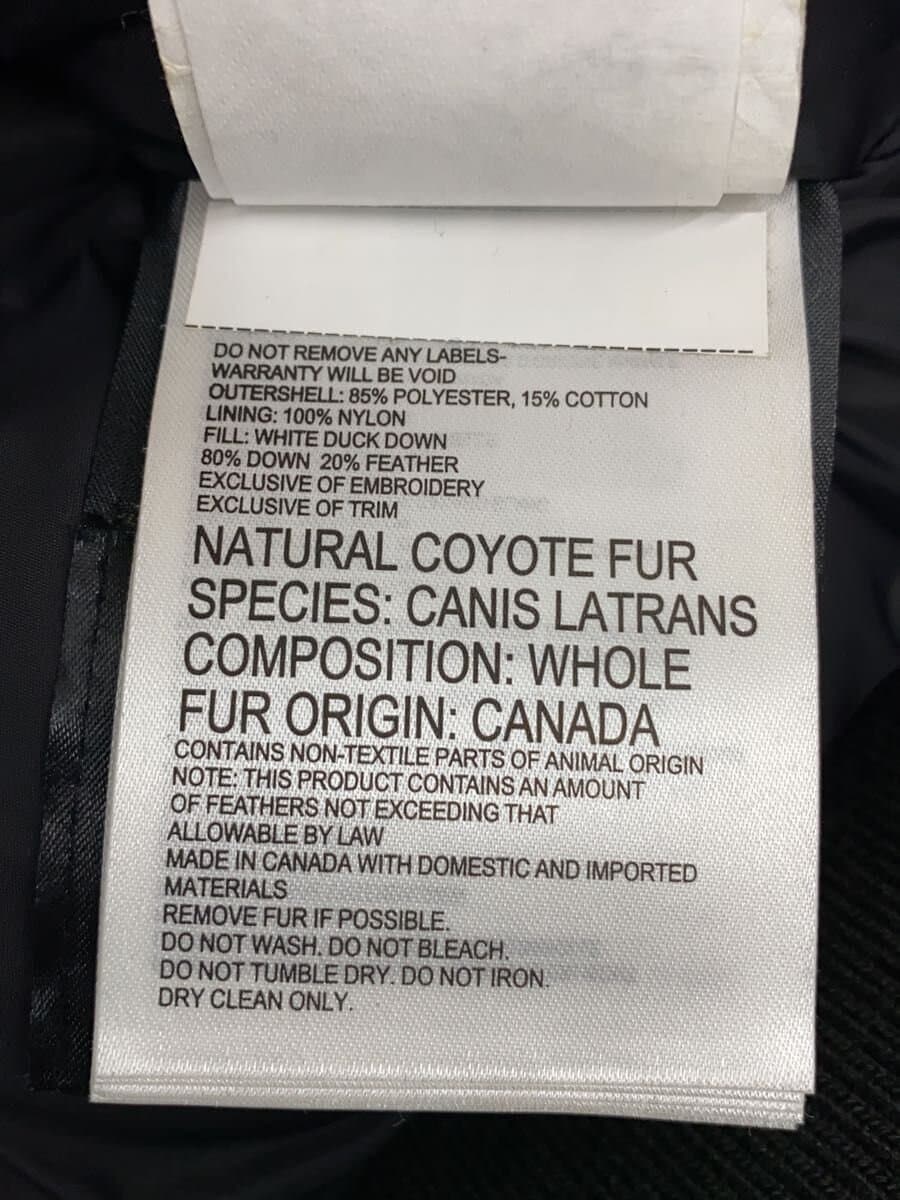 DO NOT REMOVE ANY LABELS-
WARRANTY WILL BE VOID
OUTERSHELL: 85% POLYESTER, 15% COTTON
LINING: 100% NYLON
FILL: WHITE DUCK DOWN
80% DOWN 20% FEATHER
EXCLUSIVE OF EMBROIDERY
EXCLUSIVE OF TRIM
NATURAL COYOTE FUR
SPECIES: CANIS LATRANS
COMPOSITION: WHOLE
FUR ORIGIN: CANADA
CONTAINS NON-TEXTILE PARTS OF ANIMAL ORIGIN
NOTE: THIS PRODUCT CONTAINS AN AMOUNT
OF FEATHERS NOT EXCEEDING THAT
ALLOWABLE BY LAW
MADE IN CANADA WITH DOMESTIC AND IMPORTED
MATERIALS
REMOVE FUR IF POSSIBLE.
DO NOT WASH. DO NOT BLEACH.
DO NOT TUMBLE DRY. DO NOT IRON.
DRY CLEAN ONLY.